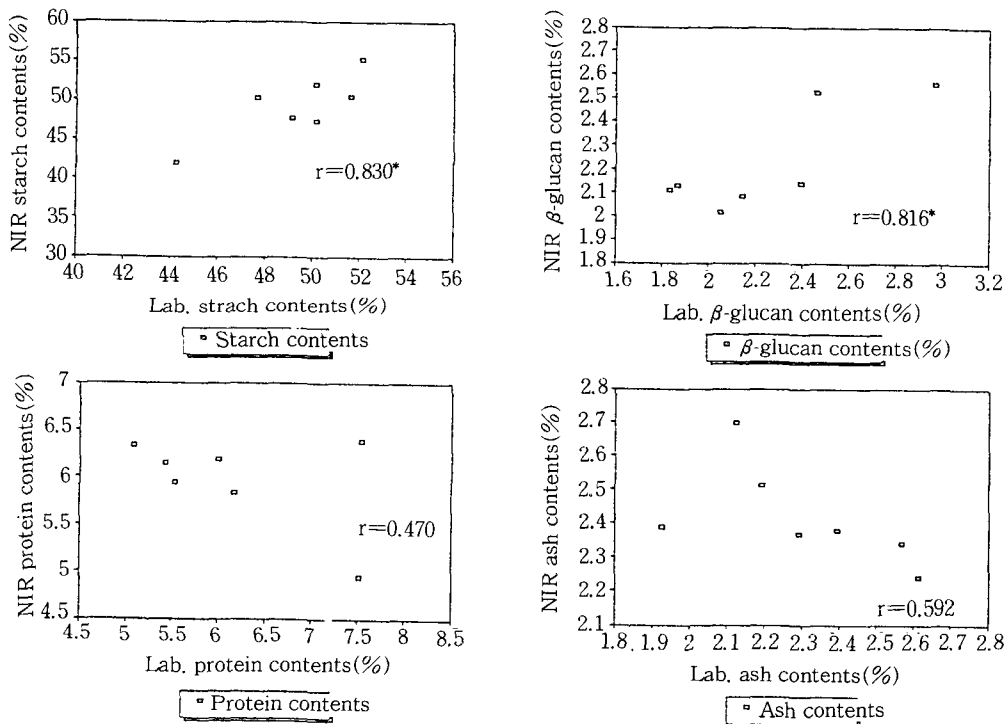 NIR starch contents(%)
60
55
50
45
40
35
30
r=0.830*
40 42 44 46 48 50 52 54 56
Lab. strach contents(%)
Starch contents
NIR β-glucan contents(%)
2.8
2.7
2.6
2.5
2.4
2.3
2.2
2.1
2
1.9
1.8
r=0.816*
1.6 1.8 2 2.2 2.4 2.6 2.8 3 3.2
Lab. β-glucan contents(%)
β-glucan contents(%)
NIR protein contents(%)
7
6.5
6
5.5
5
4.5
r=0.470
4.5 5 5.5 6 6.5 7 7.5 8 8.5
Lab. protein contents(%)
Protein contents
NIR ash contents(%)
2.8
2.7
2.6
2.5
2.4
2.3
2.2
2.1
r=0.592
1.8 1.9 2 2.1 2.2 2.3 2.4 2.5 2.6 2.7 2.8
Lab. ash contents(%)
Ash contents